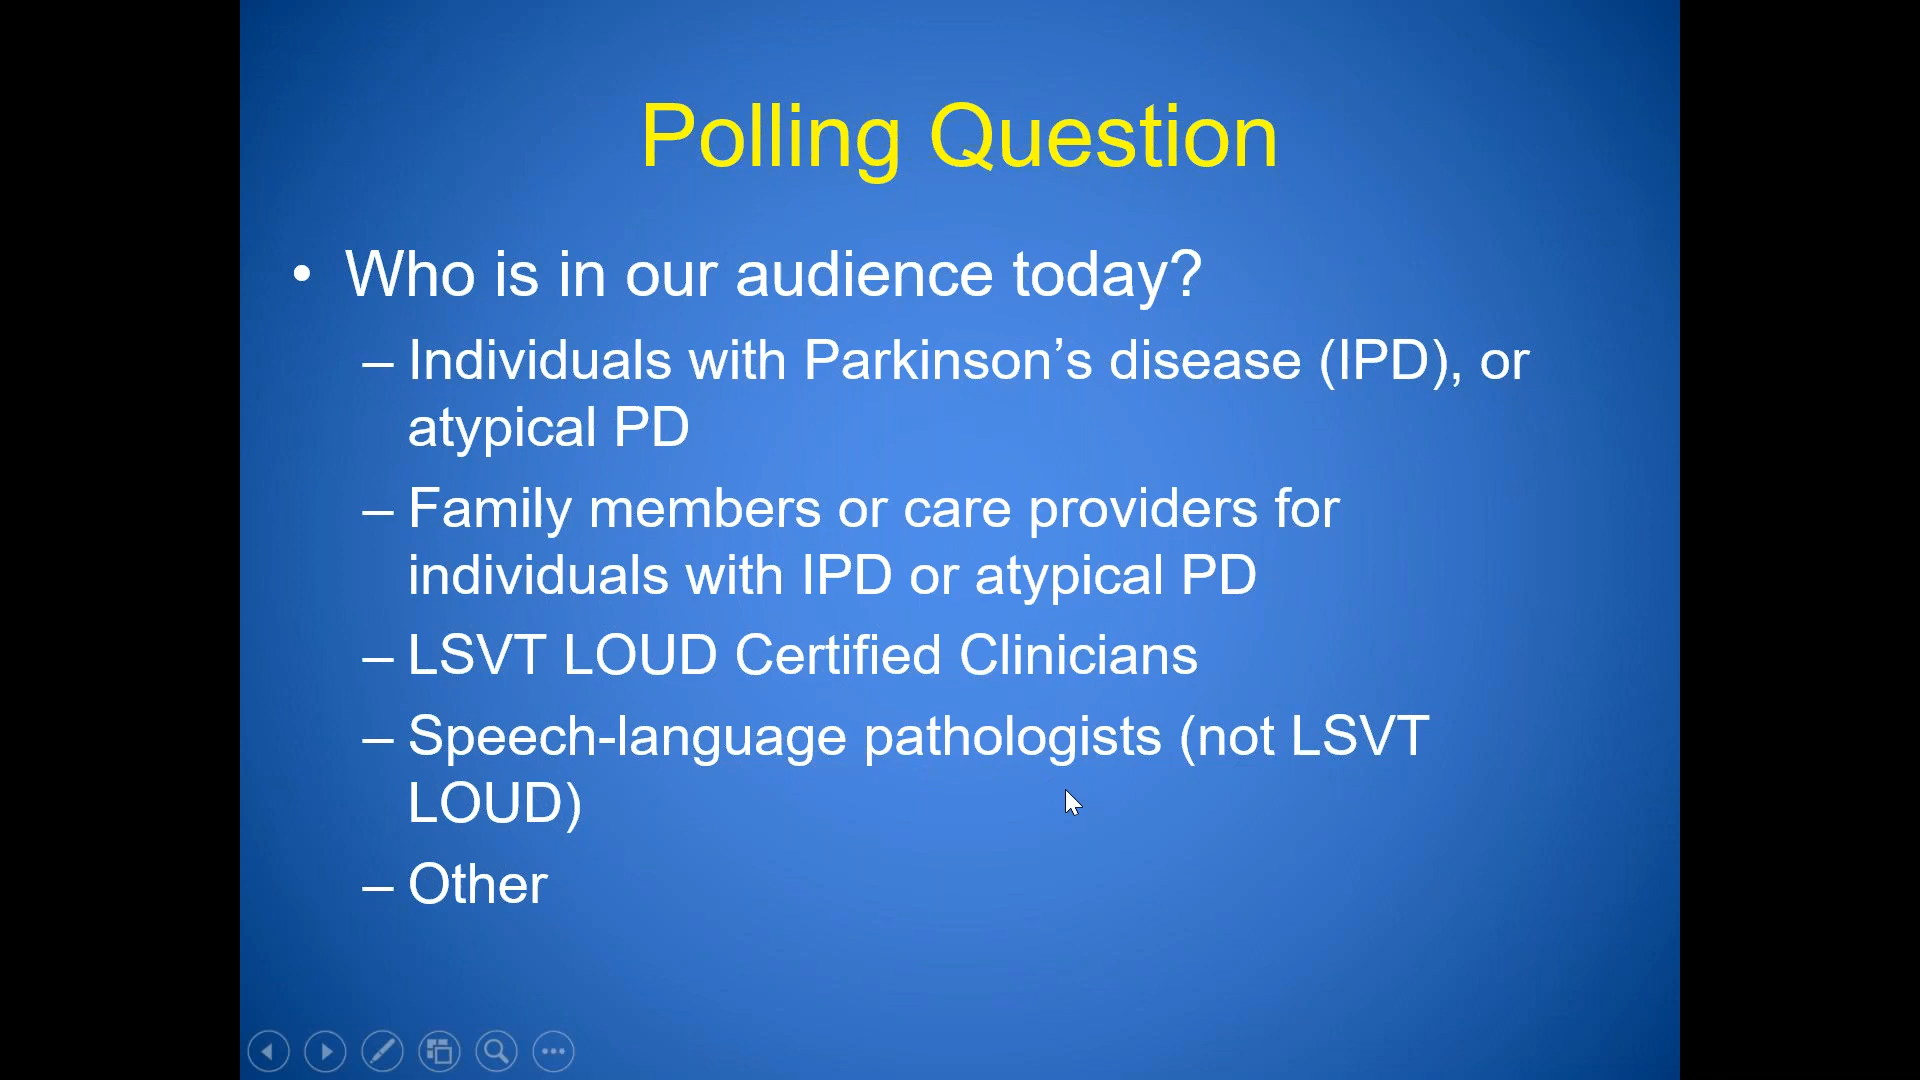 Polling Question
• Who is in our audience today?
– Individuals with Parkinson’s disease (IPD), or
atypical PD
– Family members or care providers for
individuals with IPD or atypical PD
– LSVT LOUD Certified Clinicians
– Speech-language pathologists (not LSVT
LOUD)
– Other